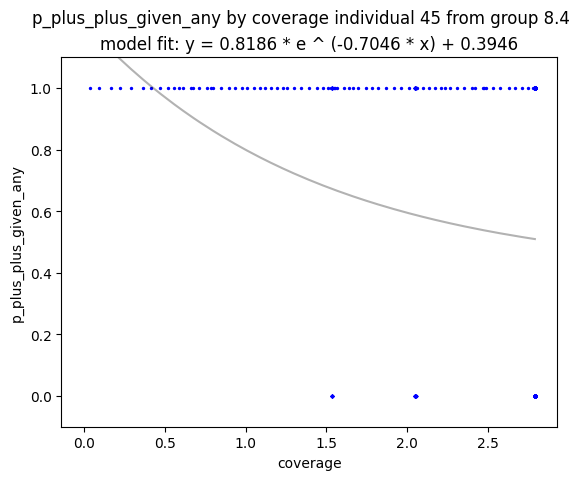 p_plus_plus_given_any by coverage individual 45 from group 8.4
model fit: y = 0.8186 * e ^ (-0.7046 * x) + 0.3946
p_plus_plus_given_any
1.0
0.8
0.6
0.4
0.2
0.0
0.0 0.5 1.0 1.5 2.0 2.5
coverage